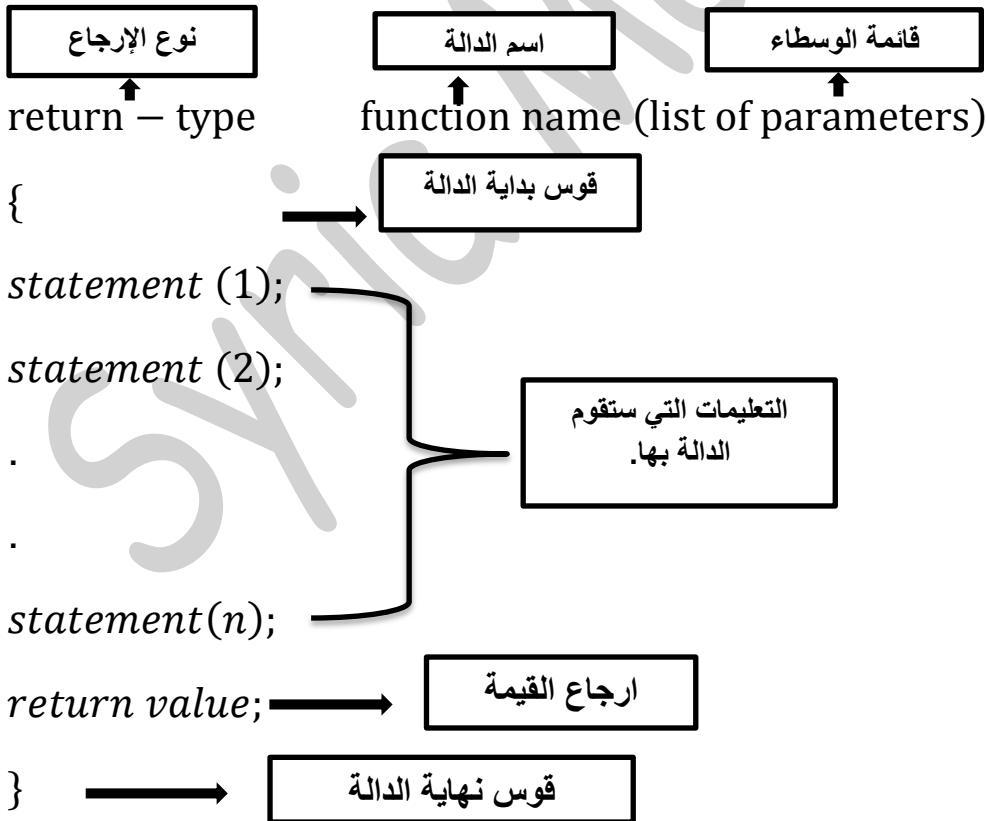 نوع الإرجاع
اسم الدالة
قائمة الوسطاء
return − type function name (list of parameters)
{
قوس بداية الدالة
statement (1);
statement (2);
التعليمات التي ستقوم
الدالة بها.
.
.
statement(n);
return value;
ارجاع القيمة
}
قوس نهاية الدالة